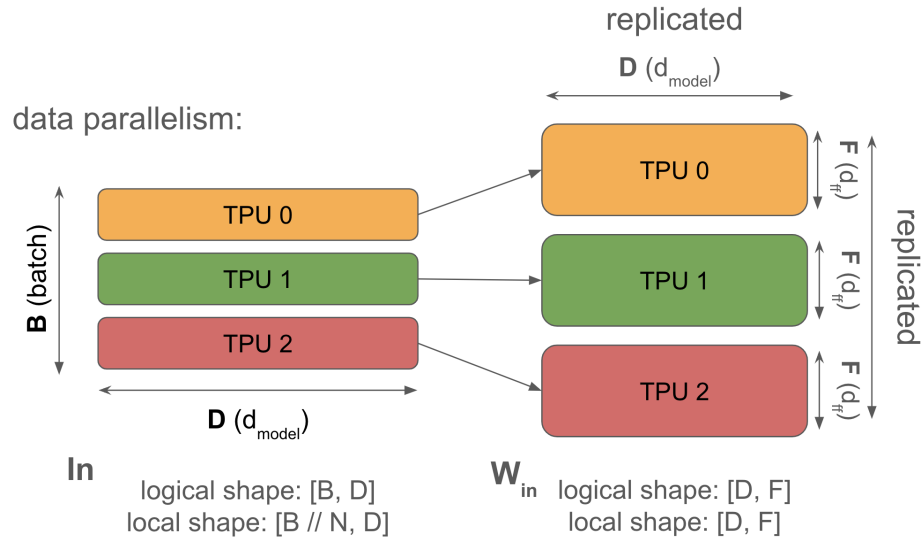 replicated
D (dmodel)
data parallelism:
TPU 0
F (dff)
TPU 0
B (batch)
replicated
TPU 1
TPU 1
F (dff)
TPU 2
TPU 2
F (dff)
D (dmodel)
In
logical shape: [B, D]
local shape: [B // N, D]
Win
logical shape: [D, F]
local shape: [D, F]